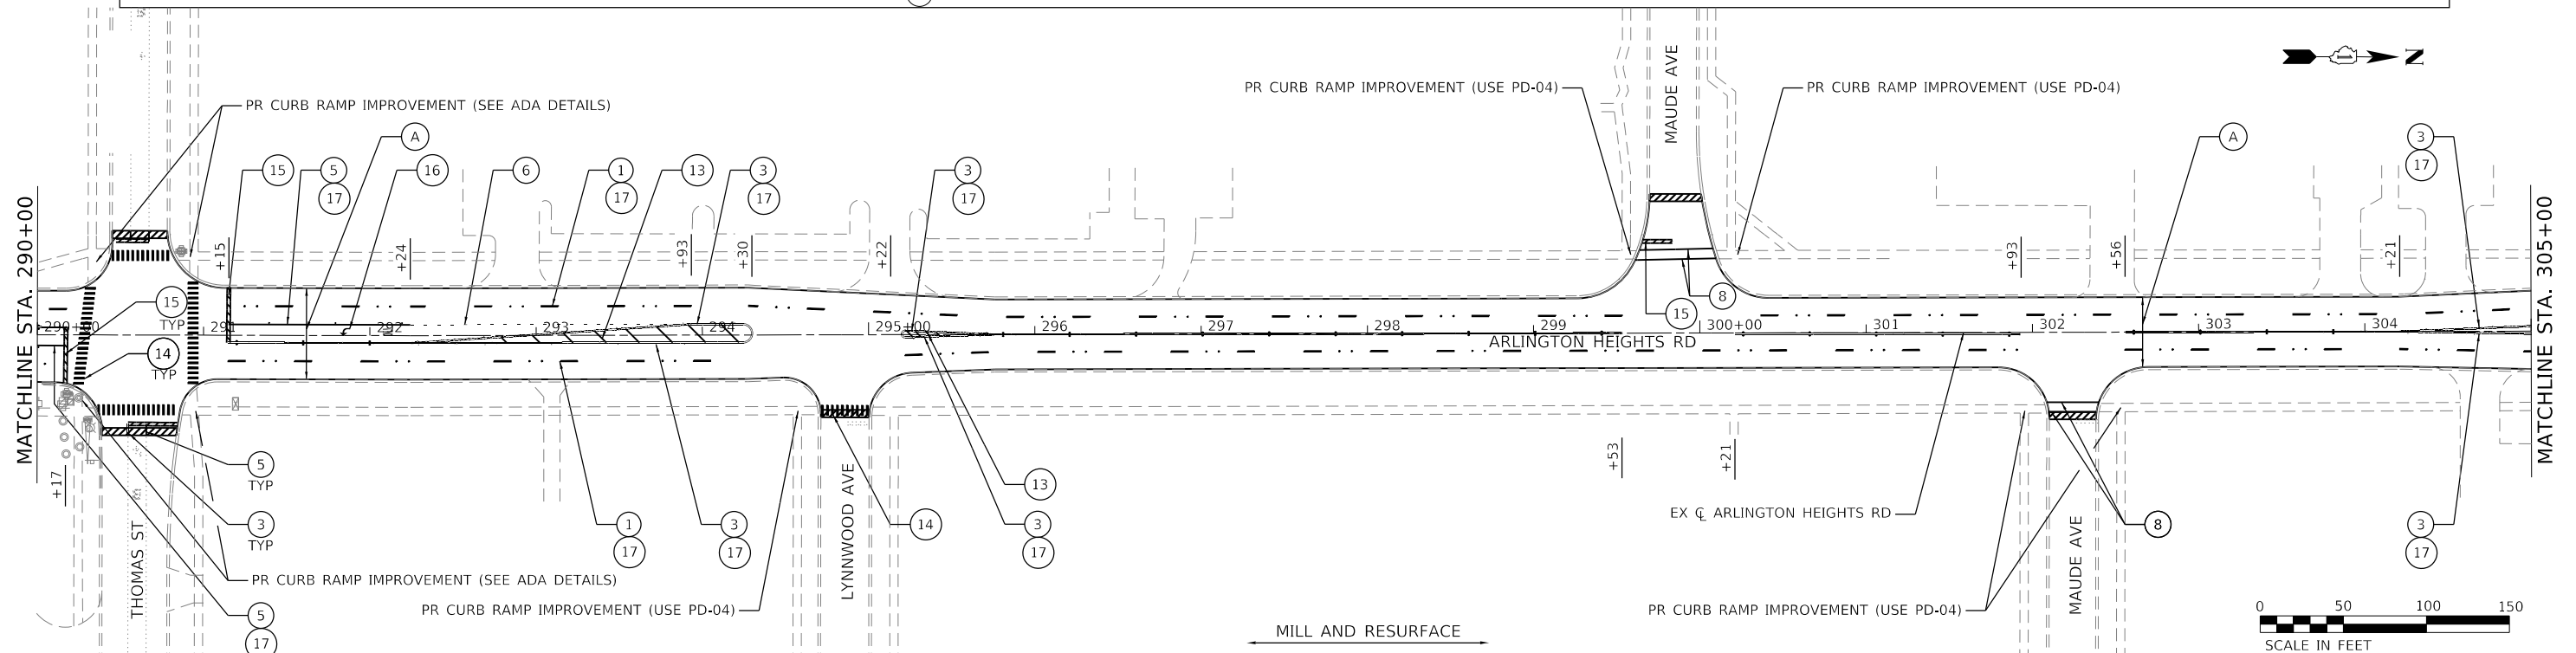 N
MAUDE AVE
PR CURB RAMP IMPROVEMENT (USE PD-04)
PR CURB RAMP IMPROVEMENT (USE PD-04)
PR CURB RAMP IMPROVEMENT (SEE ADA DETAILS)
A
A
3
17
15
5
17
16
6
1
17
13
3
17
3
17
MATCHLINE STA. 290+00
MATCHLINE STA. 305+00
+15
+24
+93
+30
+22
+93
+56
+21
15
TYP
14
TYP
15
8
290+00
291
292
293
294
295+00
296
297
298
299
300+00
301
302
303
304
ARLINGTON HEIGHTS RD
+17
+53
+21
5
TYP
3
TYP
5
17
1
17
3
17
14
13
3
17
8
3
17
EX CL ARLINGTON HEIGHTS RD
THOMAS ST
LYNNWOOD AVE
MAUDE AVE
PR CURB RAMP IMPROVEMENT (SEE ADA DETAILS)
PR CURB RAMP IMPROVEMENT (USE PD-04)
PR CURB RAMP IMPROVEMENT (USE PD-04)
MILL AND RESURFACE
0 50 100 150
SCALE IN FEET